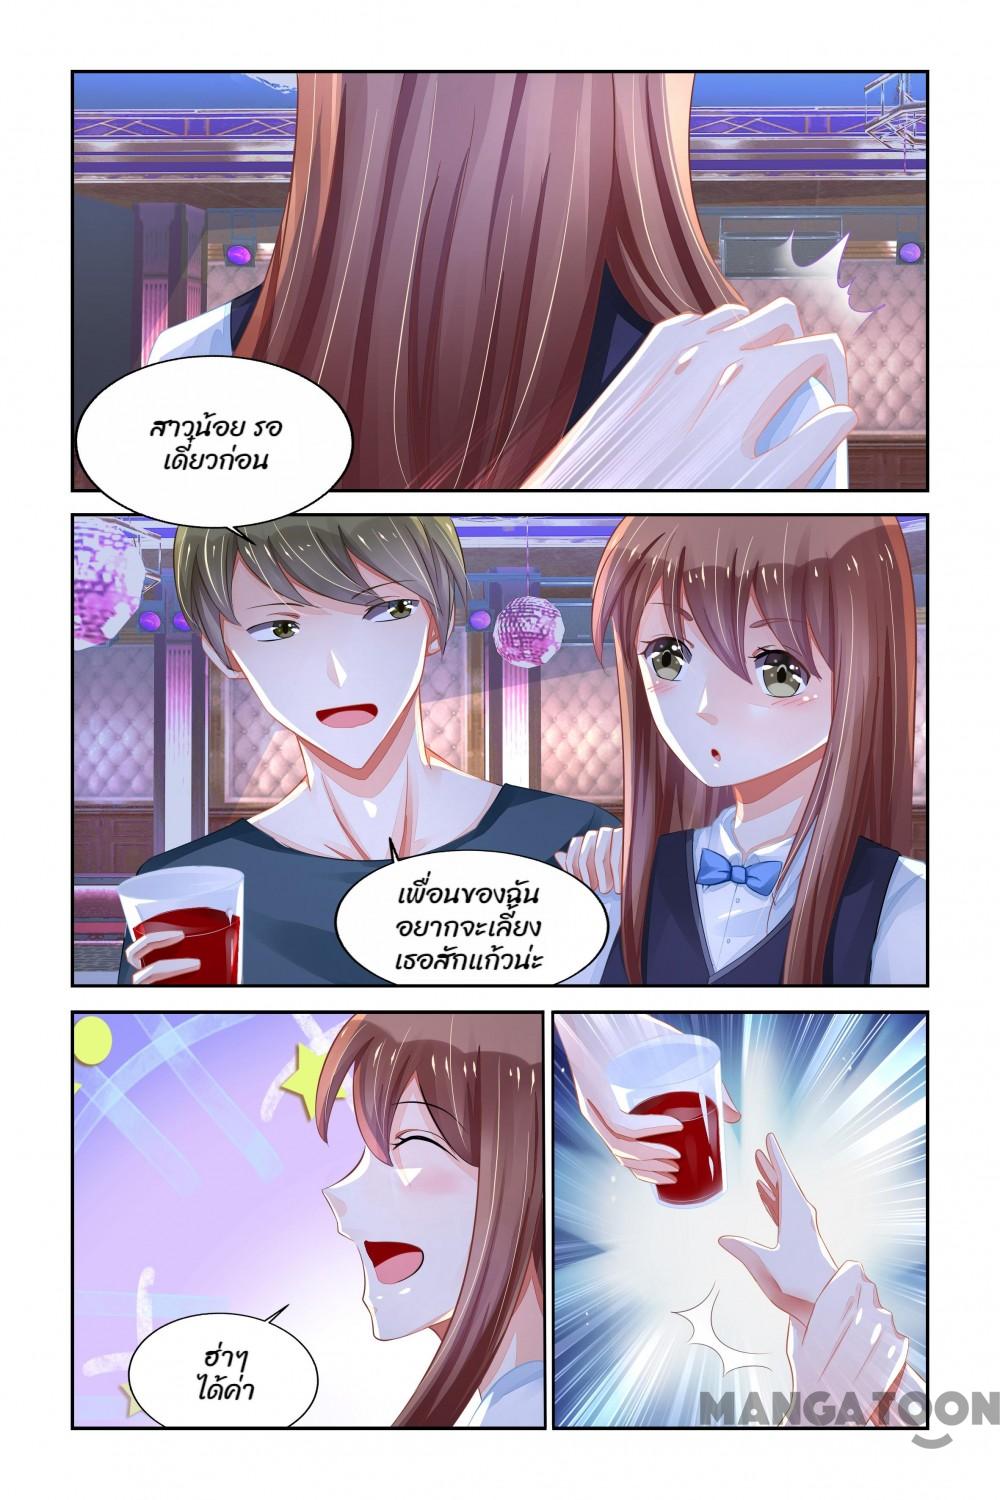 สาวน้อย รอ
เดี๋ยวก่อน
เพื่อนของฉัน
อยากจะเลี้ยง
เธอสักแก้วน่ะ
ฮ่าๆ
ได้ค่า
MANGATOON